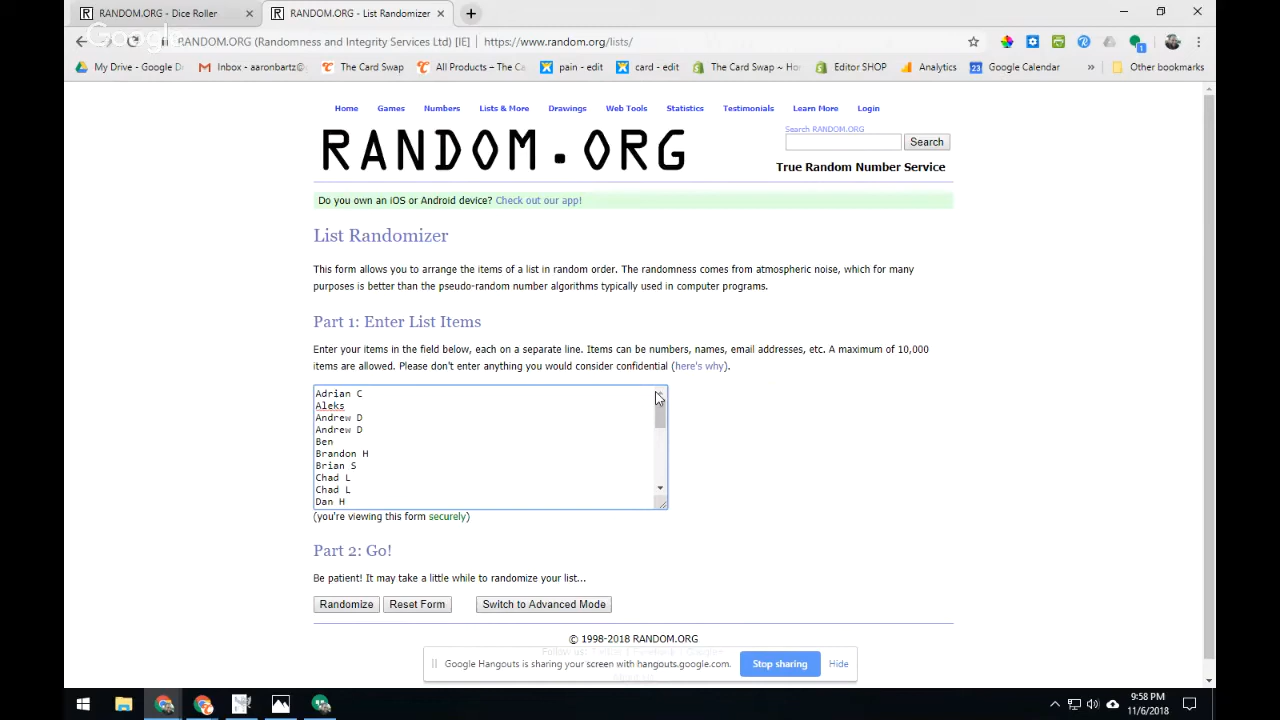 RANDOM.ORG - Dice Roller
RANDOM.ORG - List Randomizer
Google
RANDOM.ORG (Randomness and Integrity Services Ltd) [IE]
https://www.random.org/lists/
My Drive - Google D
Inbox - aaronbartz@
The Card Swap
All Products ~ The Ca
pain - edit
card - edit
The Card Swap ~ Hom
Editor SHOP
Analytics
23 Google Calendar
»
Other bookmarks
Home Games Numbers Lists & More Drawings Web Tools Statistics Testimonials Learn More Login
RANDOM.ORG
Search RANDOM.ORG
Search
True Random Number Service
Do you own an iOS or Android device? Check out our app!
List Randomizer
This form allows you to arrange the items of a list in random order. The randomness comes from atmospheric noise, which for many
purposes is better than the pseudo-random number algorithms typically used in computer programs.
Part 1: Enter List Items
Enter your items in the field below, each on a separate line. Items can be numbers, names, email addresses, etc. A maximum of 10,000
items are allowed. Please don't enter anything you would consider confidential (here's why).
Adrian C
Aleks
Andrew D
Andrew D
Ben
Brandon H
Brian S
Chad L
Chad L
Dan H
(you're viewing this form securely)
Part 2: Go!
Be patient! It may take a little while to randomize your list...
Randomize Reset Form Switch to Advanced Mode
© 1998-2018 RANDOM.ORG
Google Hangouts is sharing your screen with hangouts.google.com.
Stop sharing
Hide
9:58 PM
11/6/2018